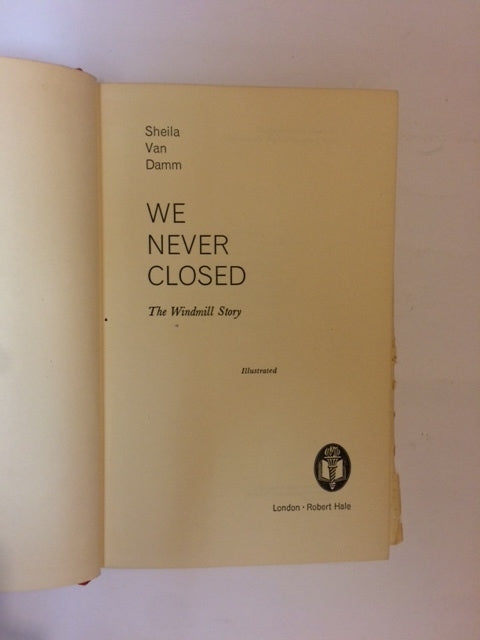 Sheila
Van
Damm
WE
NEVER
CLOSED
The Windmill Story
Illustrated
London · Robert Hale